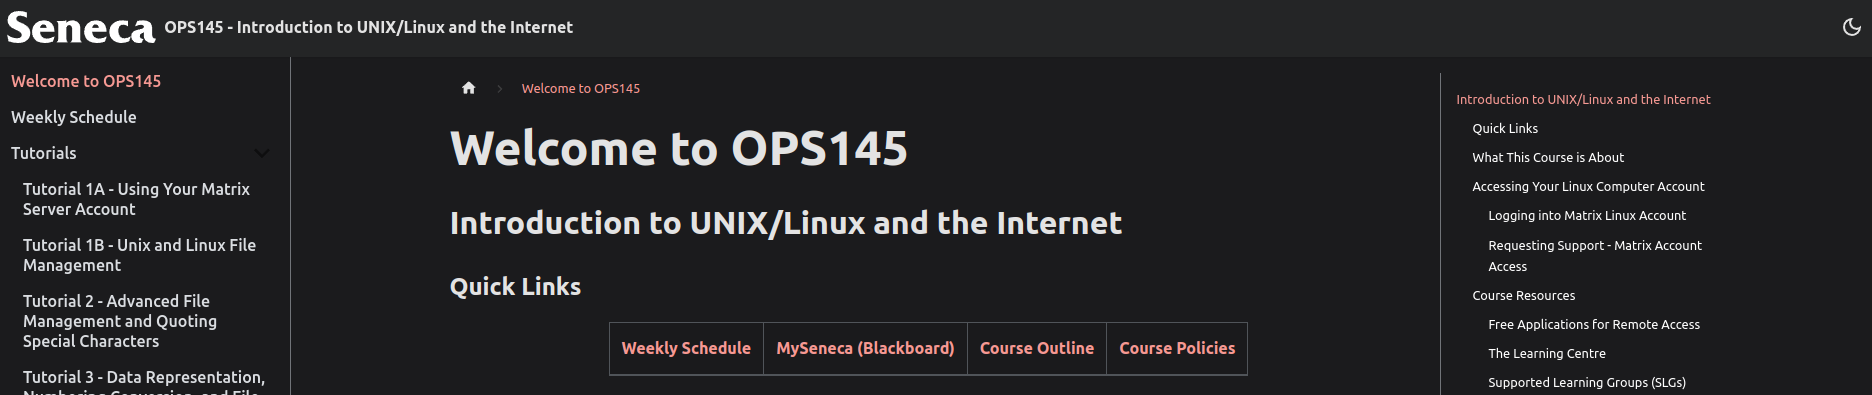 Seneca OPS145 - Introduction to UNIX/Linux and the Internet
Welcome to OPS145
Weekly Schedule
Tutorials
Tutorial 1A - Using Your Matrix
Server Account
Tutorial 1B - Unix and Linux File
Management
Tutorial 2 - Advanced File
Management and Quoting
Special Characters
Tutorial 3 - Data Representation,
Numbering Conversion, and File
Welcome to OPS145
Welcome to OPS145
Introduction to UNIX/Linux and the Internet
Quick Links
Weekly Schedule MySeneca (Blackboard) Course Outline Course Policies
Introduction to UNIX/Linux and the Internet
Quick Links
What This Course is About
Accessing Your Linux Computer Account
Logging into Matrix Linux Account
Requesting Support - Matrix Account
Access
Course Resources
Free Applications for Remote Access
The Learning Centre
Supported Learning Groups (SLGs)